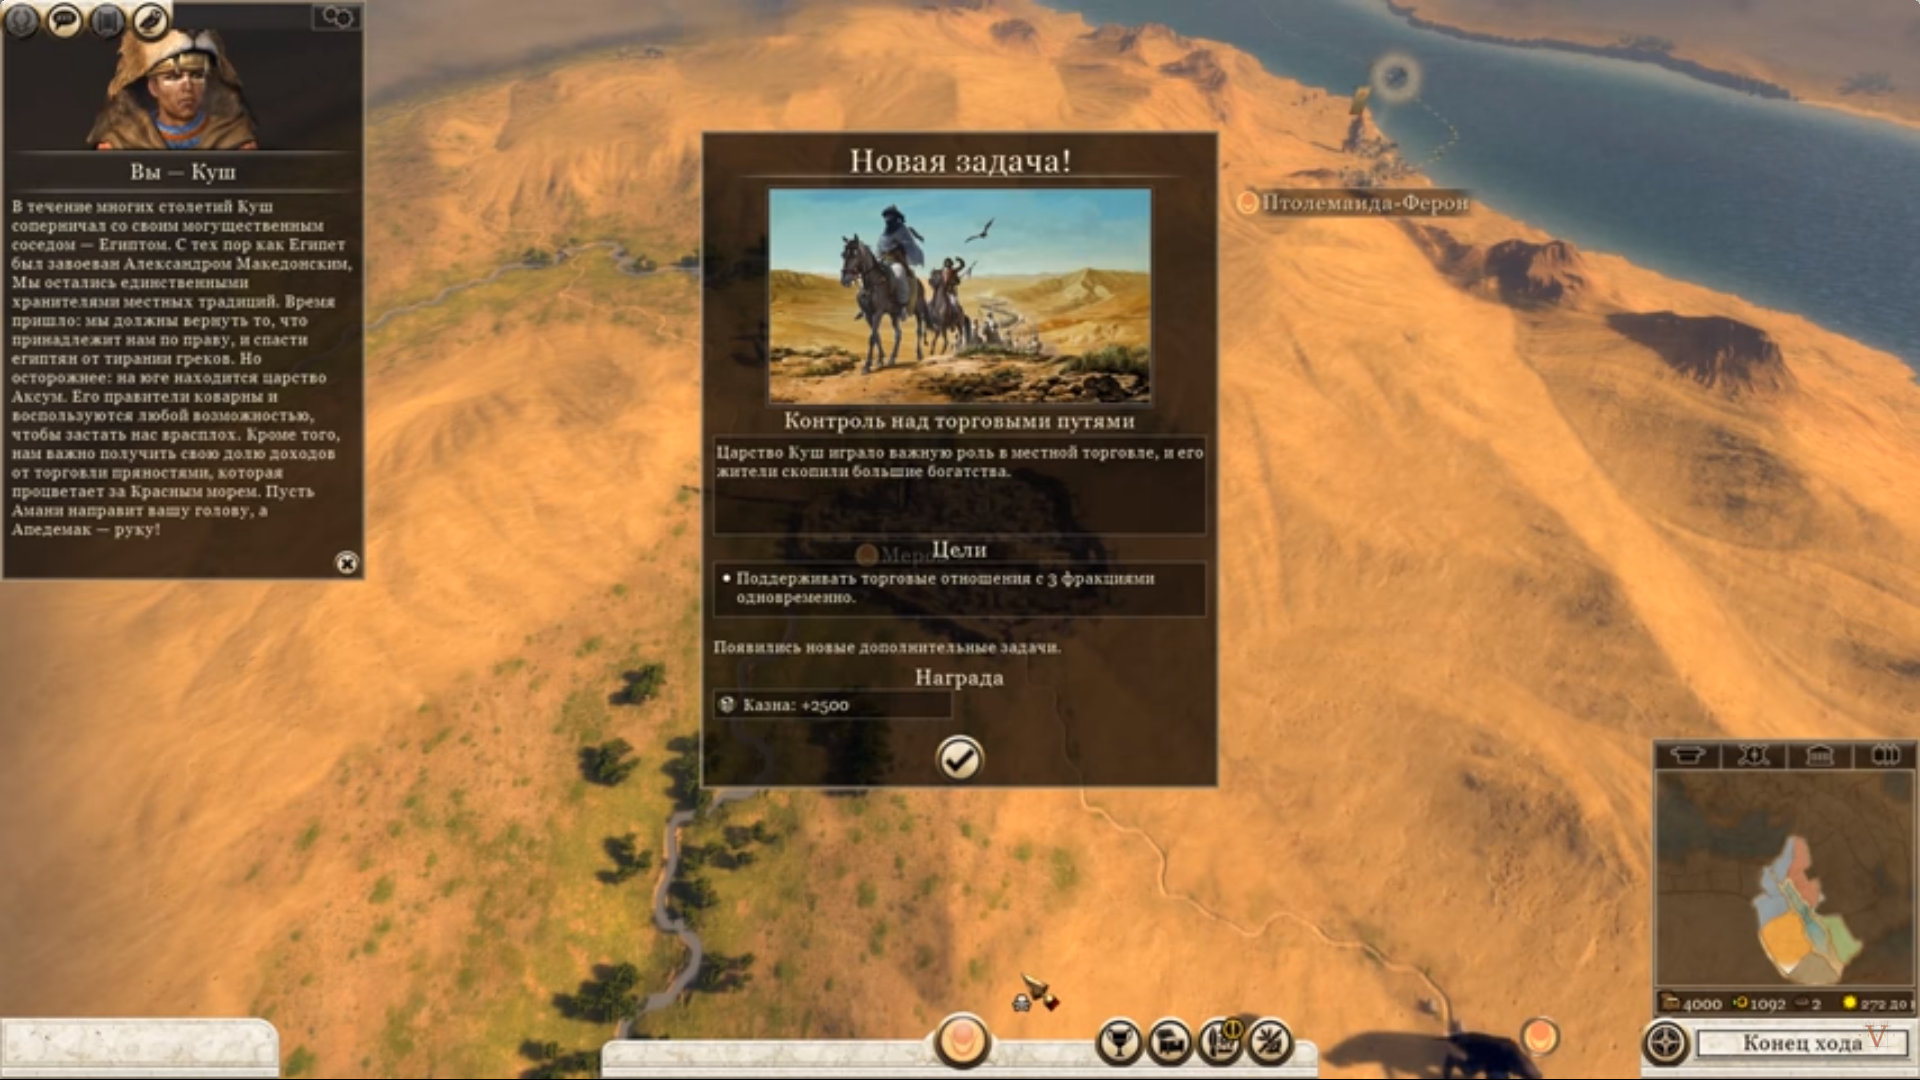 Вы — Куш
В течение многих столетий Куш
соперничал со своим могущественным
соседом — Египтом. С тех пор как Египет
был завоеван Александром Македонским,
Мы остались единственными
хранителями местных традиций. Время
пришло: мы должны вернуть то, что
принадлежит нам по праву, и спасти
египтян от тирании греков. Но
осторожнее: на юге находится царство
Аксум. Его правители коварны и
воспользуются любой возможностью,
чтобы застать нас врасплох. Кроме того,
нам важно получить свою долю доходов
от торговли пряностями, которая
процветает за Красным морем. Пусть
Амани направит вашу голову, а
Апедемак — руку!
Новая задача!
Контроль над торговыми путями
Царство Куш играло важную роль в местной торговле, и его
жители скопили большие богатства.
Цели
• Поддерживать торговые отношения с 3 фракциями
одновременно.
Появились новые дополнительные задачи.
Награда
Казна: +2500
Птолемаида-Ферон
4000 1092 2 272 до
Конец хода
V